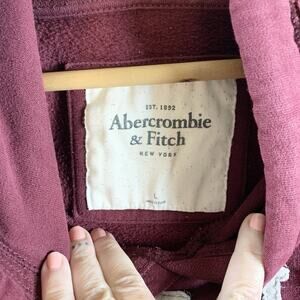 EST. 1892
Abercrombie
& Fitch
NEW YORK
L